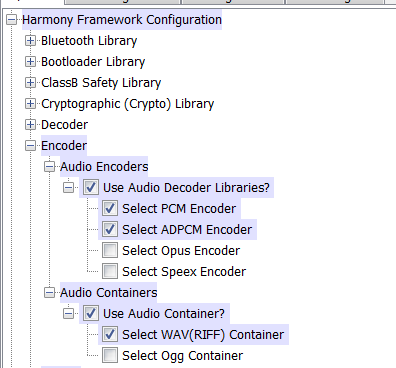 Harmony Framework Configuration
Bluetooth Library
Bootloader Library
ClassB Safety Library
Cryptographic (Crypto) Library
Decoder
Encoder
Audio Encoders
Use Audio Decoder Libraries?
Select PCM Encoder
Select ADPCM Encoder
Select Opus Encoder
Select Speex Encoder
Audio Containers
Use Audio Container?
Select WAV(RIFF) Container
Select Ogg Container